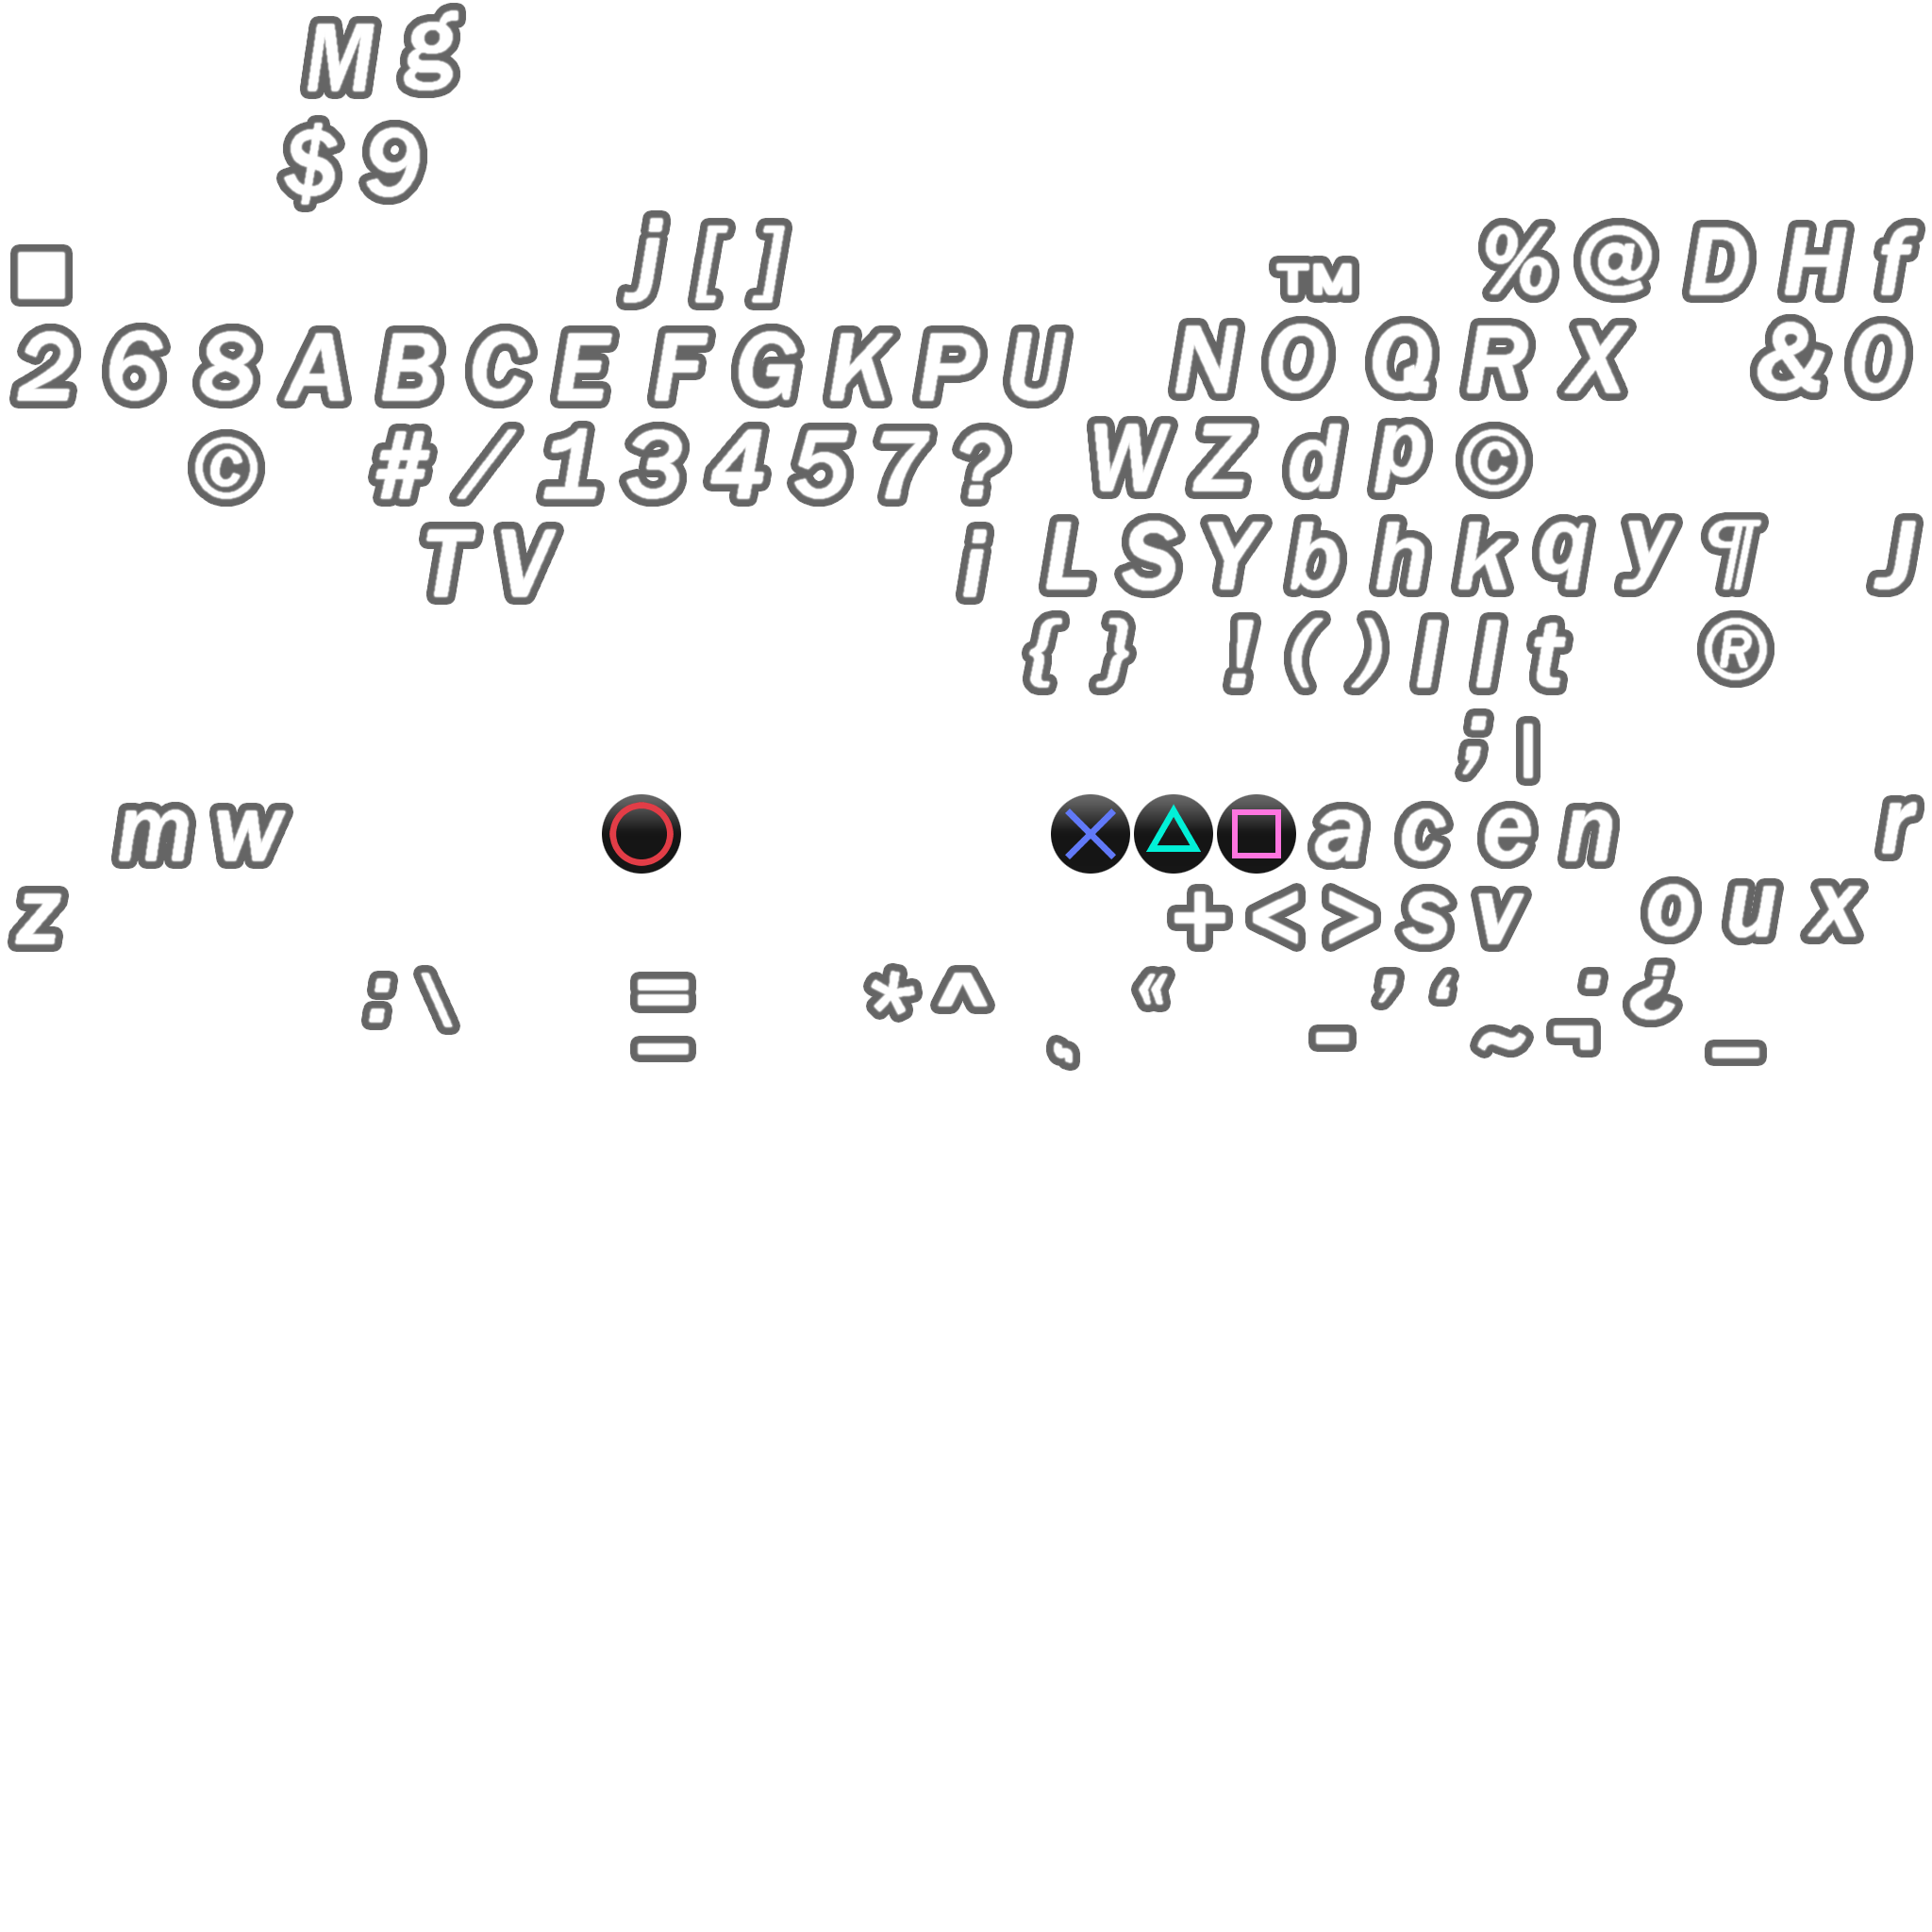 M g
$ 9
□ j [ ] ™ % @ D H f
2 6 8 A B C E F G K P U N O Q R X & 0
© # / 1 3 4 5 7 ? W Z d p ©
T V i L S Y b h k q y ¶ J
{ } ! ( ) I l t ®
; |
m w a c e n r
z + < > s v o u x
: \ = * ^ « ’ ‘ · ¿
_ - ~ ¬ _